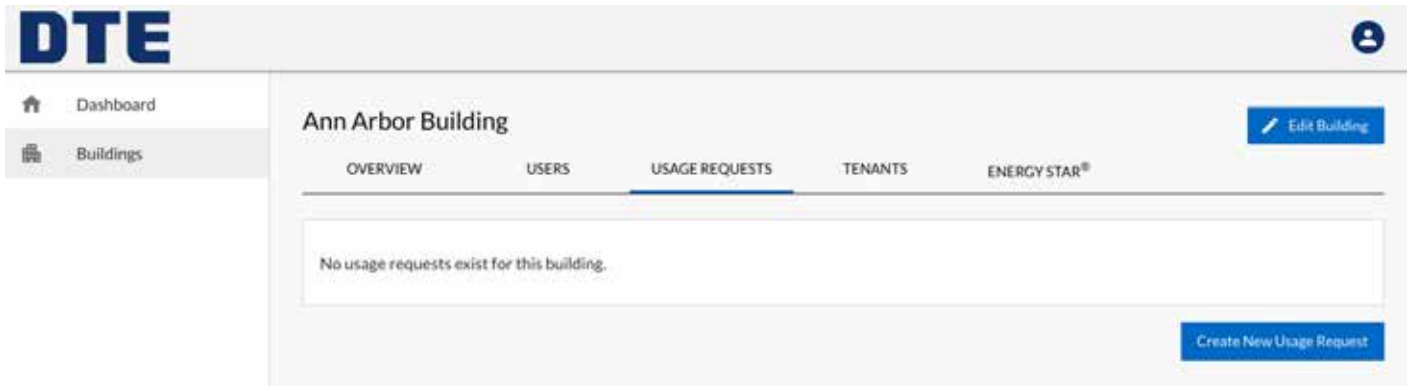 DTE
Dashboard
Buildings
Ann Arbor Building
Edit Building
OVERVIEW USERS USAGE REQUESTS TENANTS ENERGY STAR®
No usage requests exist for this building.
Create New Usage Request